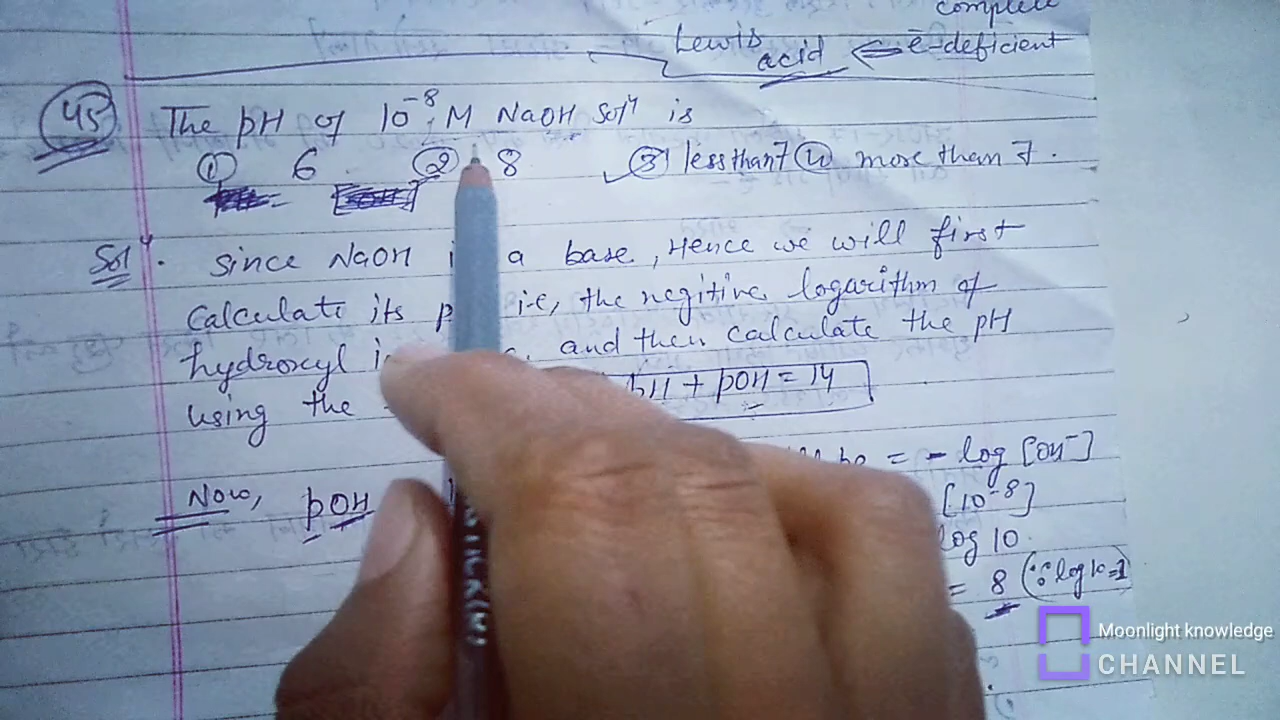 complete
Lewis acid ⇐ ē-deficient
45 The pH of 10⁻⁸ M NaOH Solⁿ is
① 6 ② 8 ③ less than 7 ④ more than 7.
Solⁿ. Since NaOH a base, Hence we will first
Calculate its i.e, the negitive logarithm of
hydroxyl and then calculate the pH
using the pH + pOH = 14
= - log [OH⁻]
Now, pOH [10⁻⁸]
log 10
= 8 (∵ log 10 = 1)
Moonlight knowledge
CHANNEL